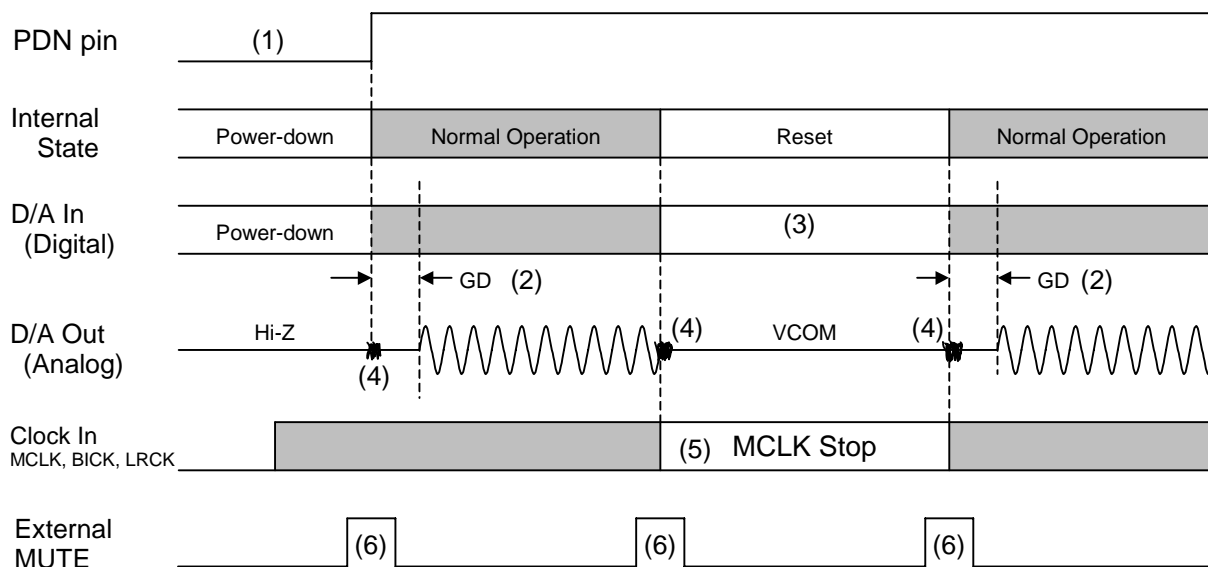 PDN pin
(1)
Internal
State
Power-down
Normal Operation
Reset
Normal Operation
D/A In
(Digital)
Power-down
(3)
GD (2)
GD (2)
D/A Out
(Analog)
Hi-Z
(4)
(4)
VCOM
(4)
Clock In
MCLK, BICK, LRCK
(5) MCLK Stop
External
MUTE
(6)
(6)
(6)